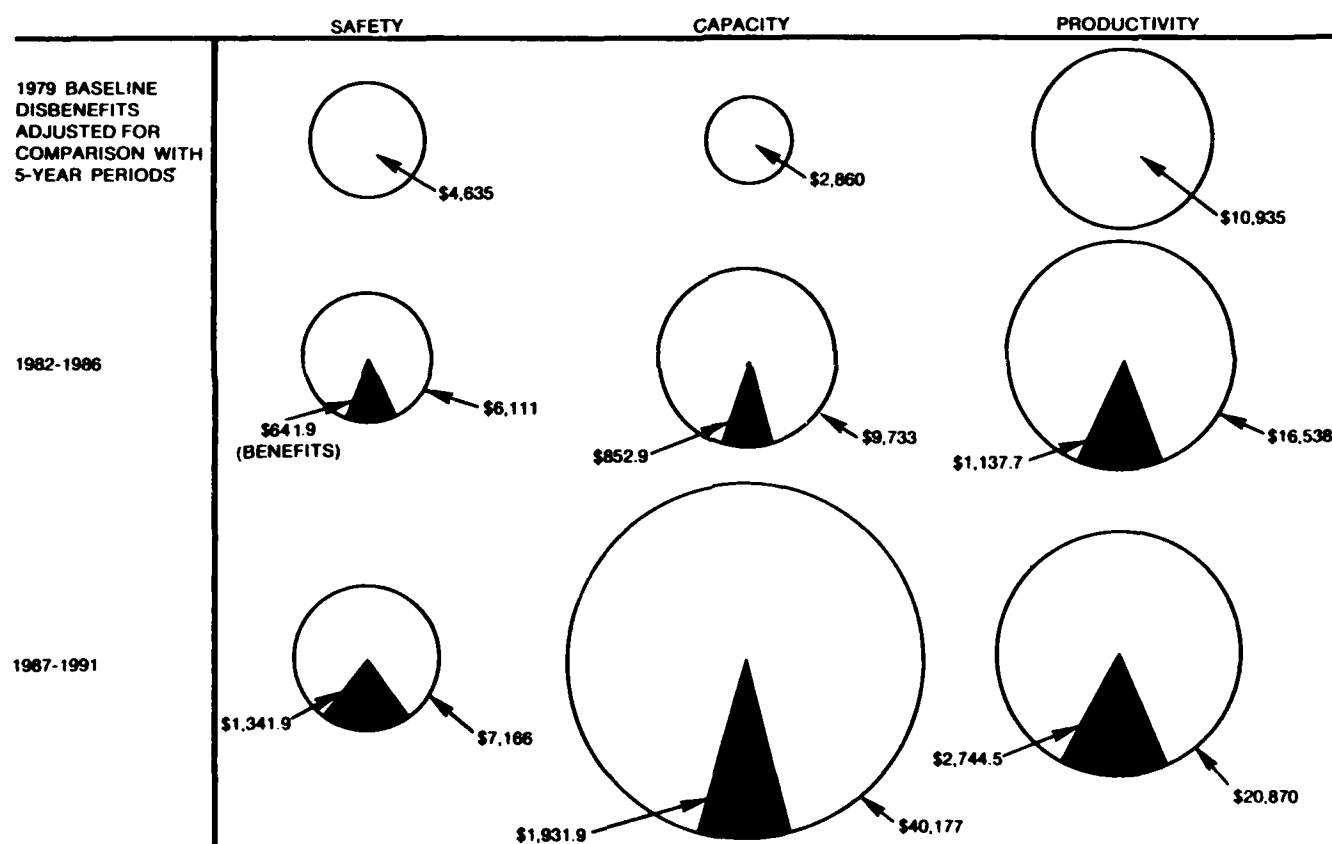 SAFETY
CAPACITY
PRODUCTIVITY
1979 BASELINE
DISBENEFITS
ADJUSTED FOR
COMPARISON WITH
5-YEAR PERIODS
$4,635
$2,860
$10,935
1982-1986
$641.9
(BENEFITS)
$6,111
$852.9
$9,733
$1,137.7
$16,538
1987-1991
$1,341.9
$7,166
$1,931.9
$40,177
$2,744.5
$20,870